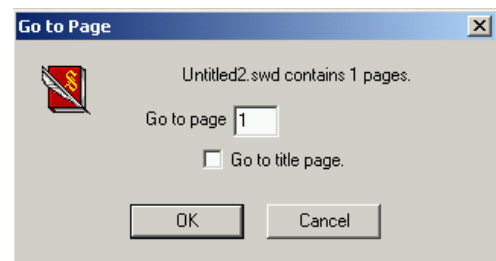 Go to Page
Untitled2.swd contains 1 pages.
Go to page 1
Go to title page.
OK Cancel